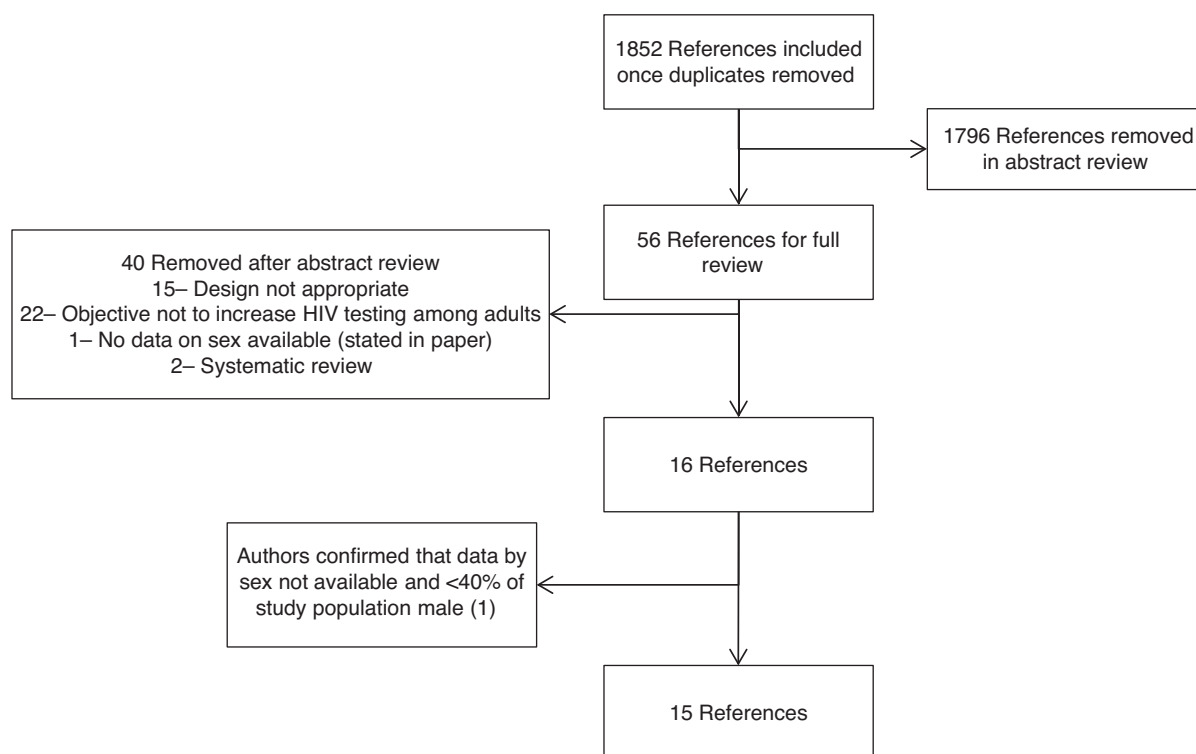 1852 References included
once duplicates removed
1796 References removed
in abstract review
56 References for full
review
40 Removed after abstract review
15– Design not appropriate
22– Objective not to increase HIV testing among adults
1– No data on sex available (stated in paper)
2– Systematic review
16 References
Authors confirmed that data by
sex not available and <40% of
study population male (1)
15 References